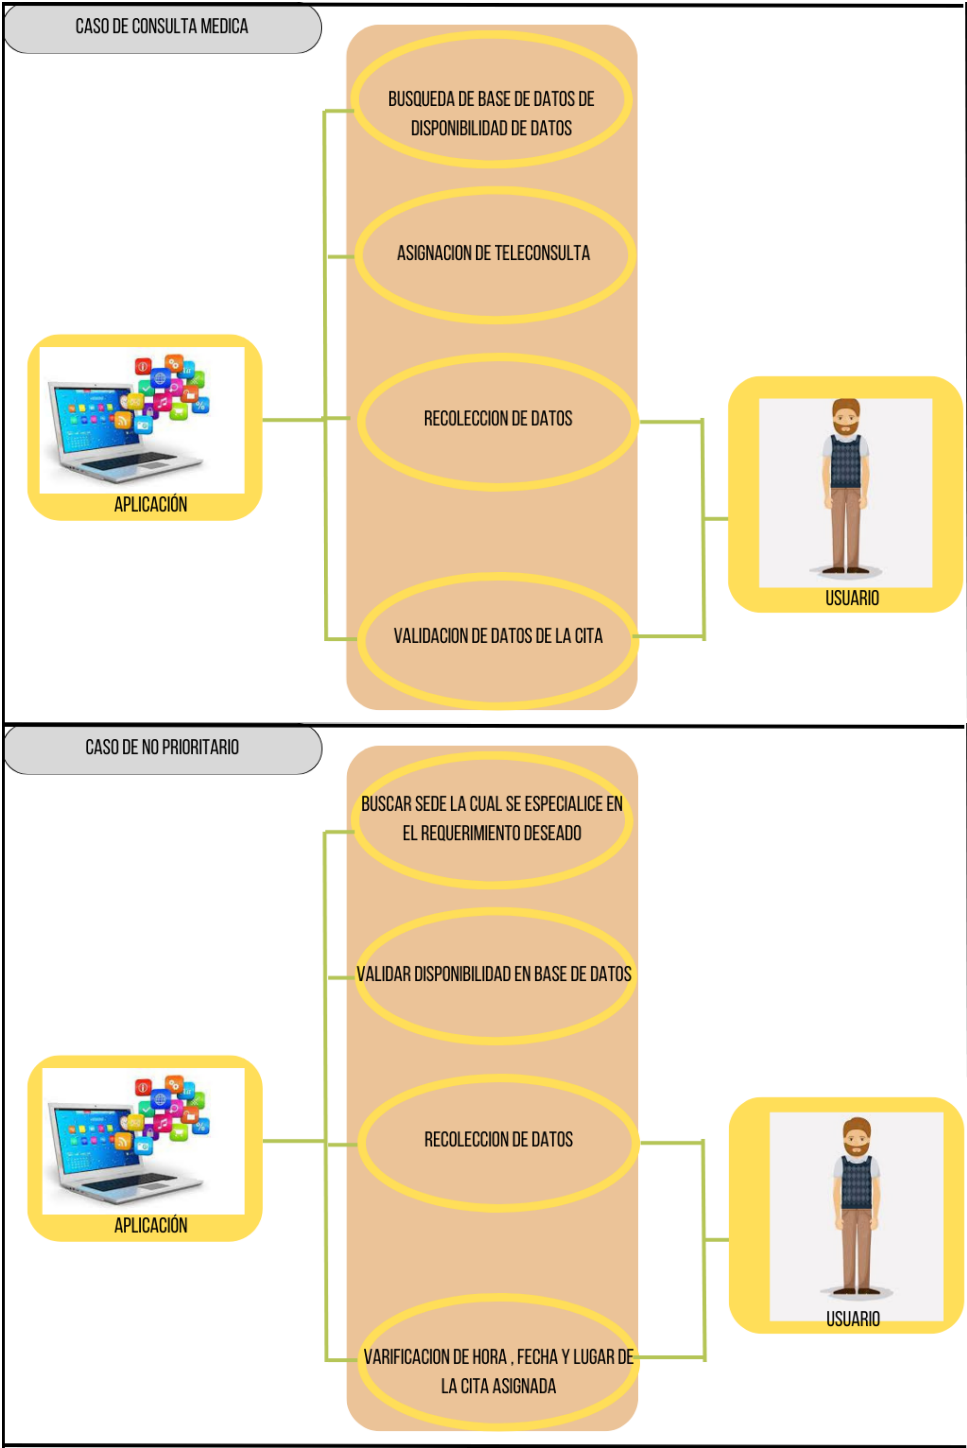 CASO DE CONSULTA MEDICA
BUSQUEDA DE BASE DE DATOS DE
DISPONIBILIDAD DE DATOS
ASIGNACION DE TELECONSULTA
RECOLECCION DE DATOS
APLICACIÓN
USUARIO
VALIDACION DE DATOS DE LA CITA
CASO DE NO PRIORITARIO
BUSCAR SEDE LA CUAL SE ESPECIALICE EN
EL REQUERIMIENTO DESEADO
VALIDAR DISPONIBILIDAD EN BASE DE DATOS
RECOLECCION DE DATOS
APLICACIÓN
USUARIO
VARIFICACION DE HORA , FECHA Y LUGAR DE
LA CITA ASIGNADA